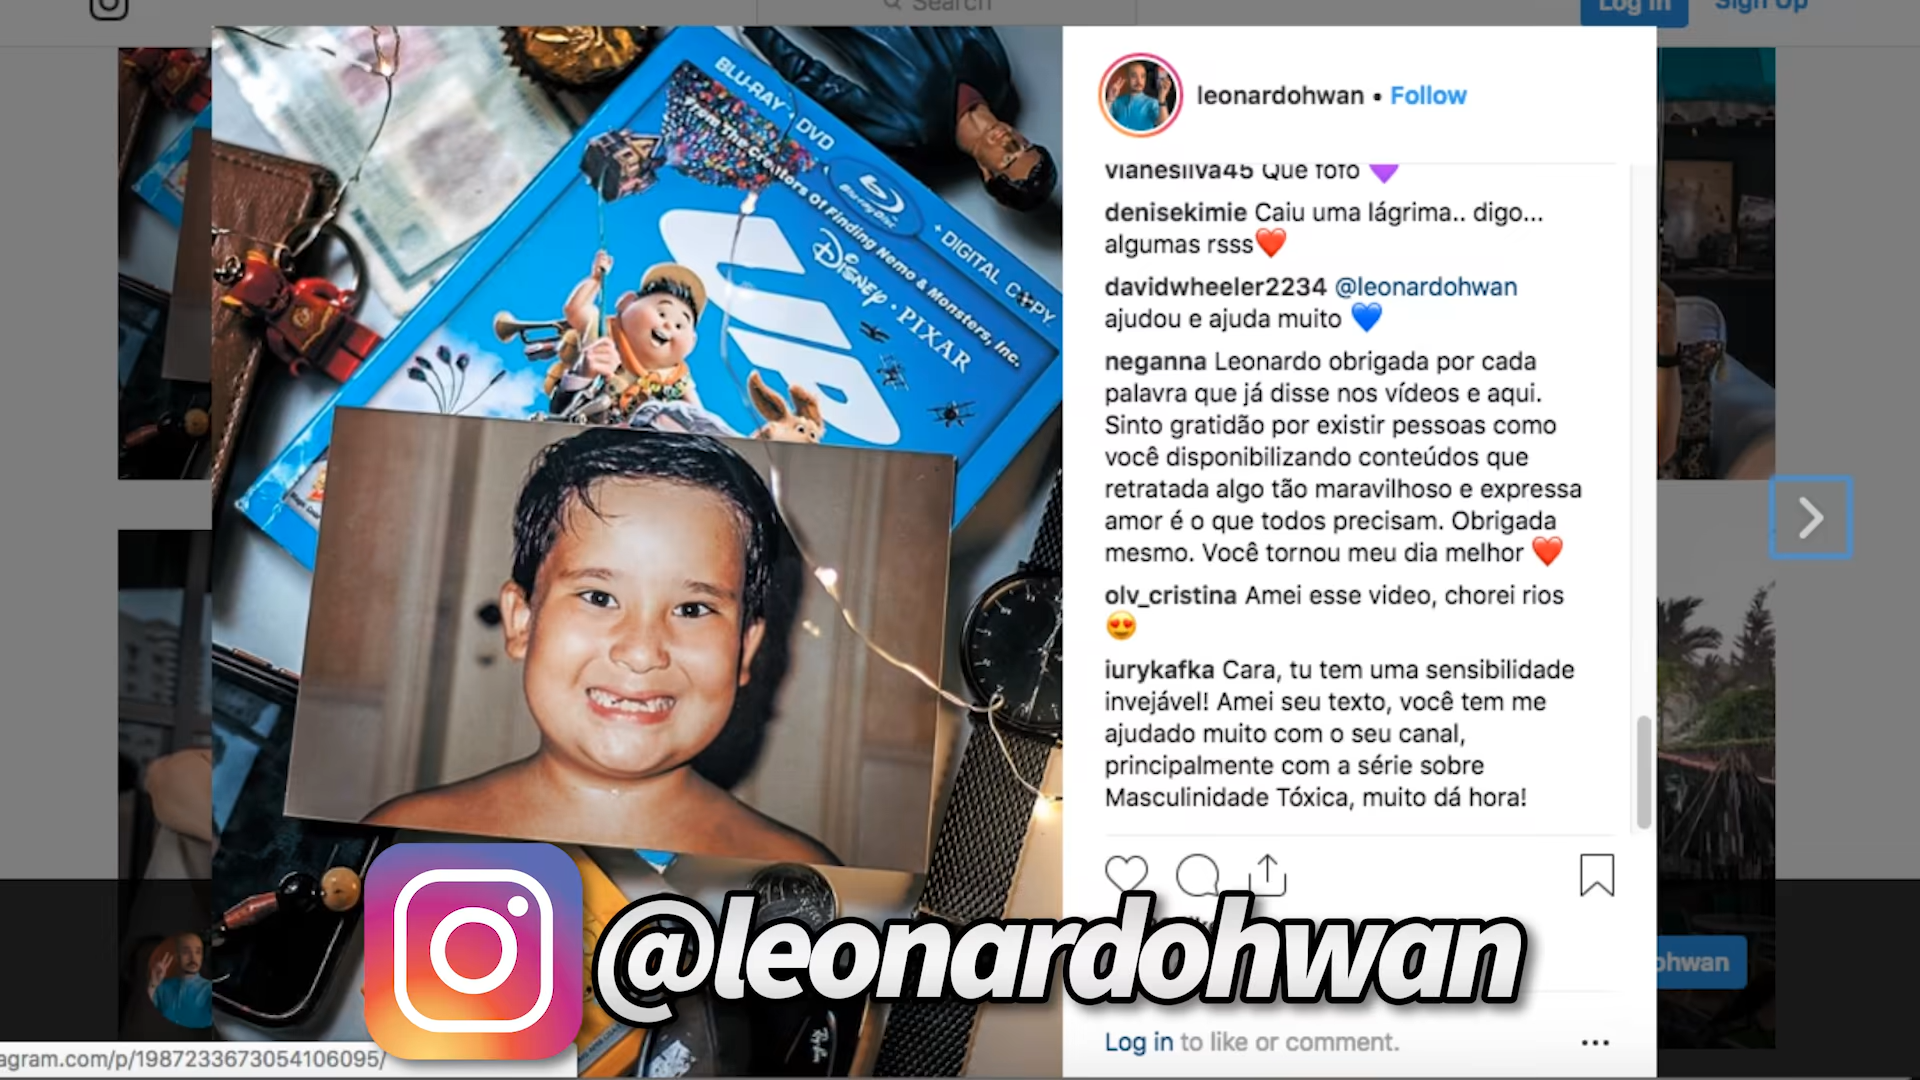 Search
Log In
Sign Up
BLU-RAY + DVD
Blu-ray Disc
+ DIGITAL COPY
From The Creators Of Finding Nemo & Monsters, Inc.
DISNEY · PIXAR
UP
leonardohwan • Follow
vianesilva45 Que fofo 💜
denisekimie Caiu uma lágrima.. digo...
algumas rsss❤️
davidwheeler2234 @leonardohwan
ajudou e ajuda muito 💙
neganna Leonardo obrigada por cada
palavra que já disse nos vídeos e aqui.
Sinto gratidão por existir pessoas como
você disponibilizando conteúdos que
retratada algo tão maravilhoso e expressa
amor é o que todos precisam. Obrigada
mesmo. Você tornou meu dia melhor ❤️
olv_cristina Amei esse video, chorei rios
😍
iurykafka Cara, tu tem uma sensibilidade
invejável! Amei seu texto, você tem me
ajudado muito com o seu canal,
principalmente com a série sobre
Masculinidade Tóxica, muito dá hora!
@leonardohwan
ohwan
Log in to like or comment.
agram.com/p/1987233673054106095/